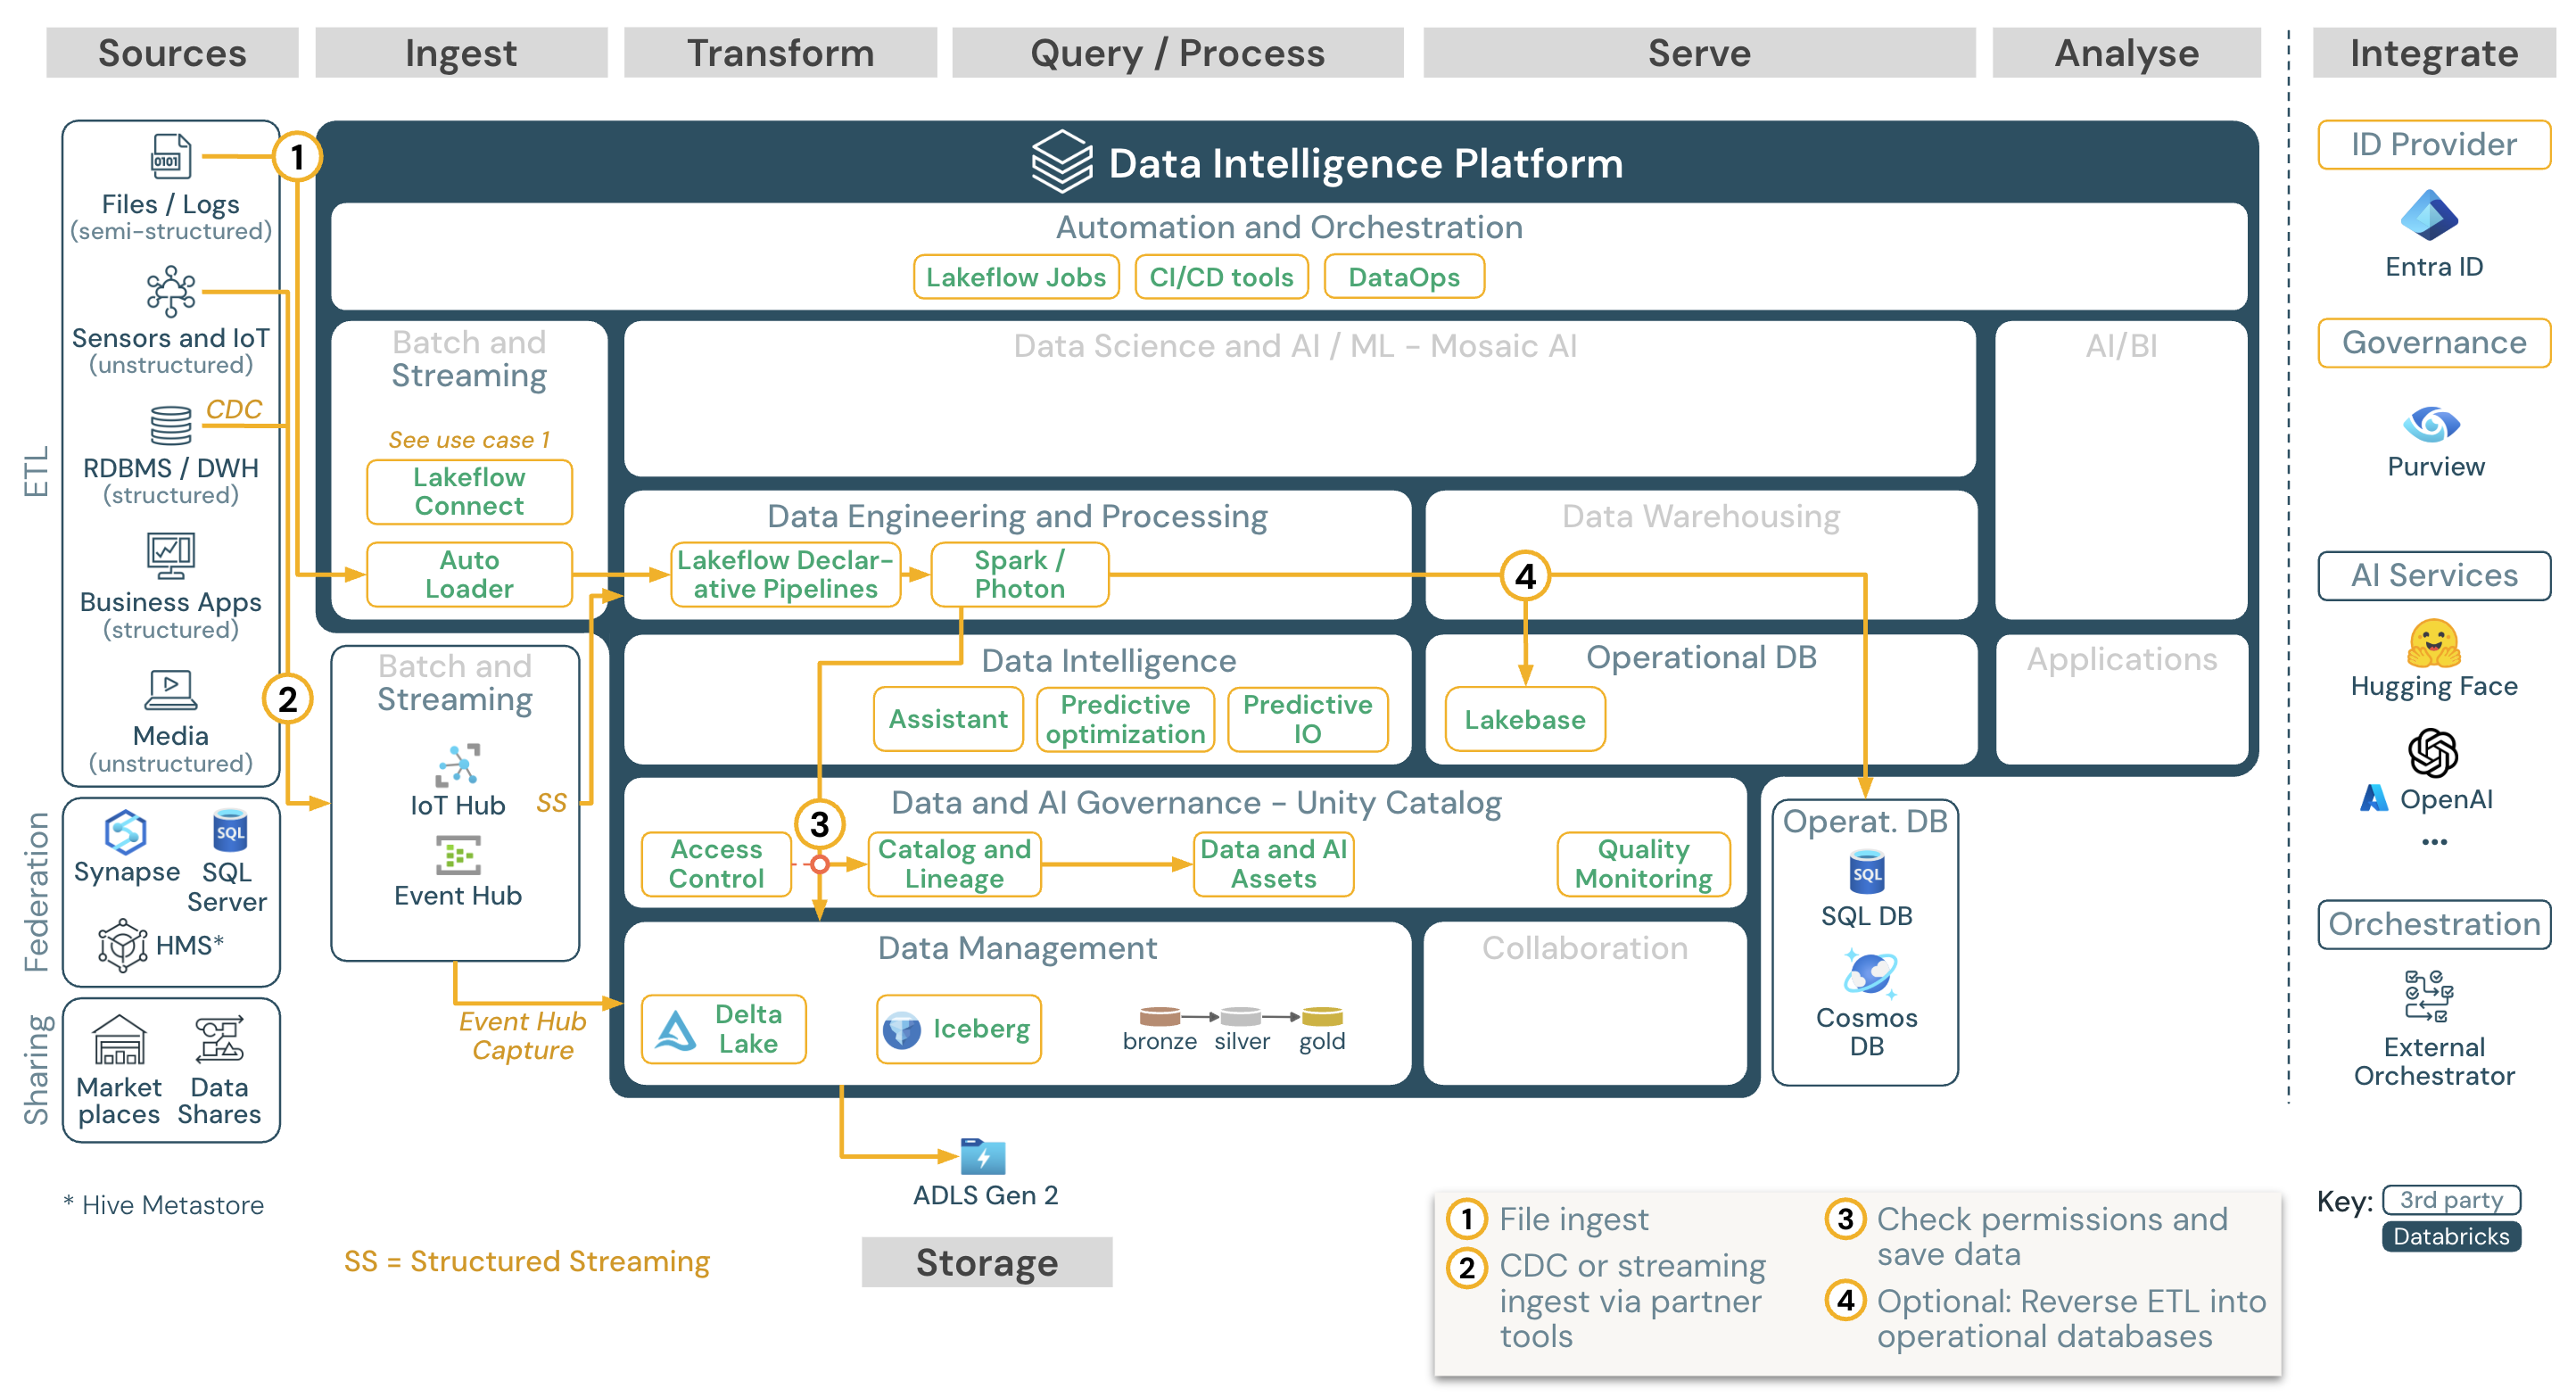 Sources
Ingest
Transform
Query / Process
Serve
Analyse
Integrate
ETL
Files / Logs
(semi-structured)
Sensors and IoT
(unstructured)
CDC
RDBMS / DWH
(structured)
Business Apps
(structured)
Media
(unstructured)
Federation
Synapse
SQL
SQL
Server
HMS*
Sharing
Market
places
Data
Shares
* Hive Metastore
1
2
Data Intelligence Platform
Automation and Orchestration
Lakeflow Jobs
CI/CD tools
DataOps
Batch and
Streaming
See use case 1
Lakeflow
Connect
Auto
Loader
Batch and
Streaming
IoT Hub
SS
Event Hub
Event Hub
Capture
Data Science and AI / ML - Mosaic AI
AI/BI
Data Engineering and Processing
Lakeflow Declar-
ative Pipelines
Spark /
Photon
Data Warehousing
4
Data Intelligence
Assistant
Predictive
optimization
Predictive
IO
Operational DB
Lakebase
Applications
Data and AI Governance - Unity Catalog
3
Access
Control
Catalog and
Lineage
Data and AI
Assets
Quality
Monitoring
Data Management
Delta
Lake
Iceberg
bronze
silver
gold
Collaboration
Operat. DB
SQL
SQL DB
Cosmos
DB
ADLS Gen 2
SS = Structured Streaming
Storage
1 File ingest
2 CDC or streaming
ingest via partner
tools
3 Check permissions and
save data
4 Optional: Reverse ETL into
operational databases
ID Provider
Entra ID
Governance
Purview
AI Services
Hugging Face
OpenAI
...
Orchestration
External
Orchestrator
Key: 3rd party
Databricks
0101